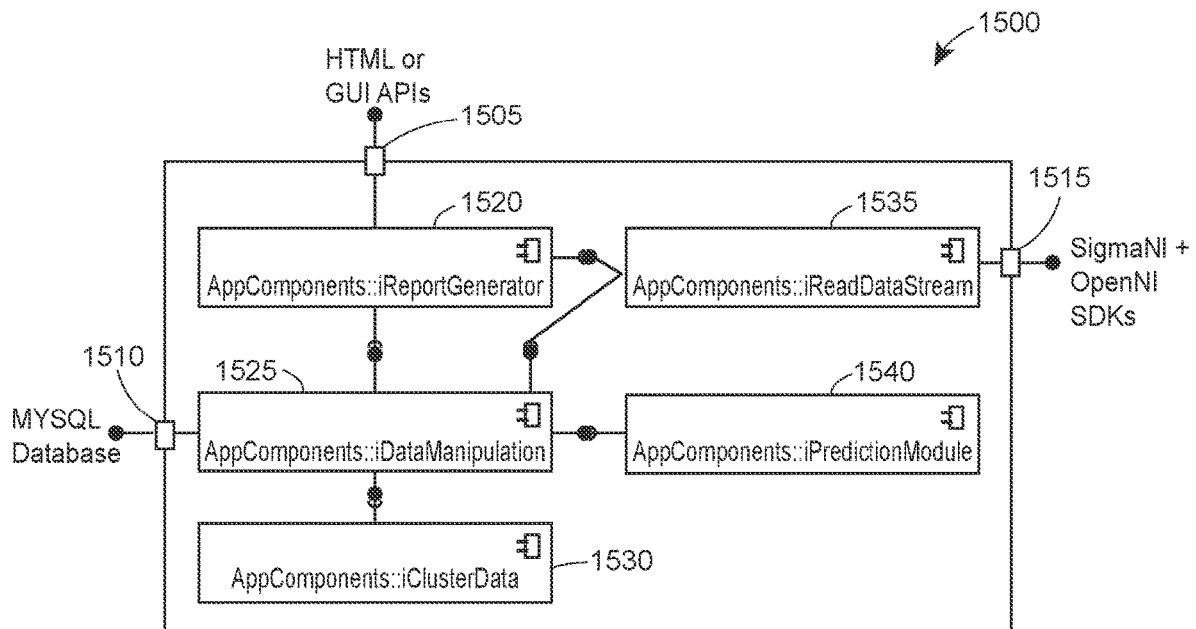 1500
HTML or
GUI APIs
1505
1520
1535
1515
AppComponents::iReportGenerator
AppComponents::iReadDataStream
SigmaNI +
OpenNI
SDKs
1510
1525
1540
MYSQL
Database
AppComponents::iDataManipulation
AppComponents::iPredictionModule
AppComponents::iClusterData
1530